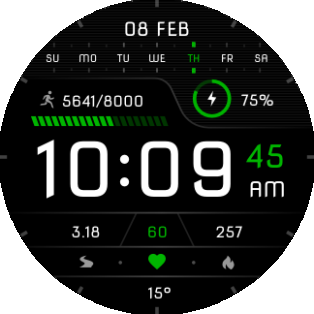 08 FEB
SU MO TU WE TH FR SA
5641/8000 75%
10:09 45
AM
3.18 60 257
15°